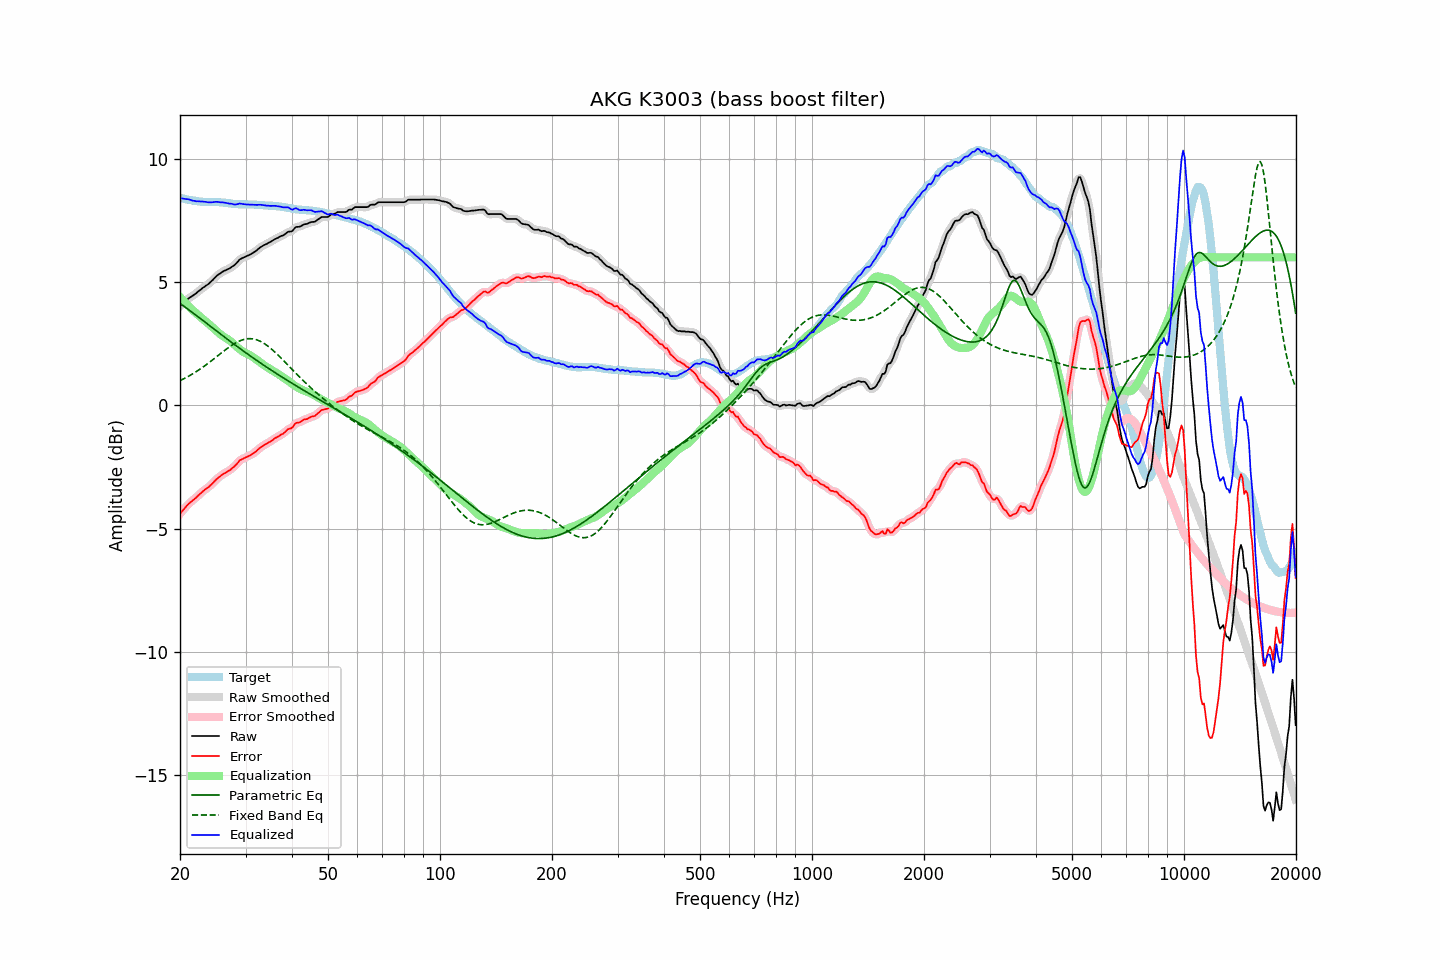 AKG K3003 (bass boost filter)
10
5
0
−5
−10
−15
Amplitude (dBr)
Target
Raw Smoothed
Error Smoothed
Raw
Error
Equalization
Parametric Eq
Fixed Band Eq
Equalized
20 50 100 200 500 1000 2000 5000 10000 20000
Frequency (Hz)